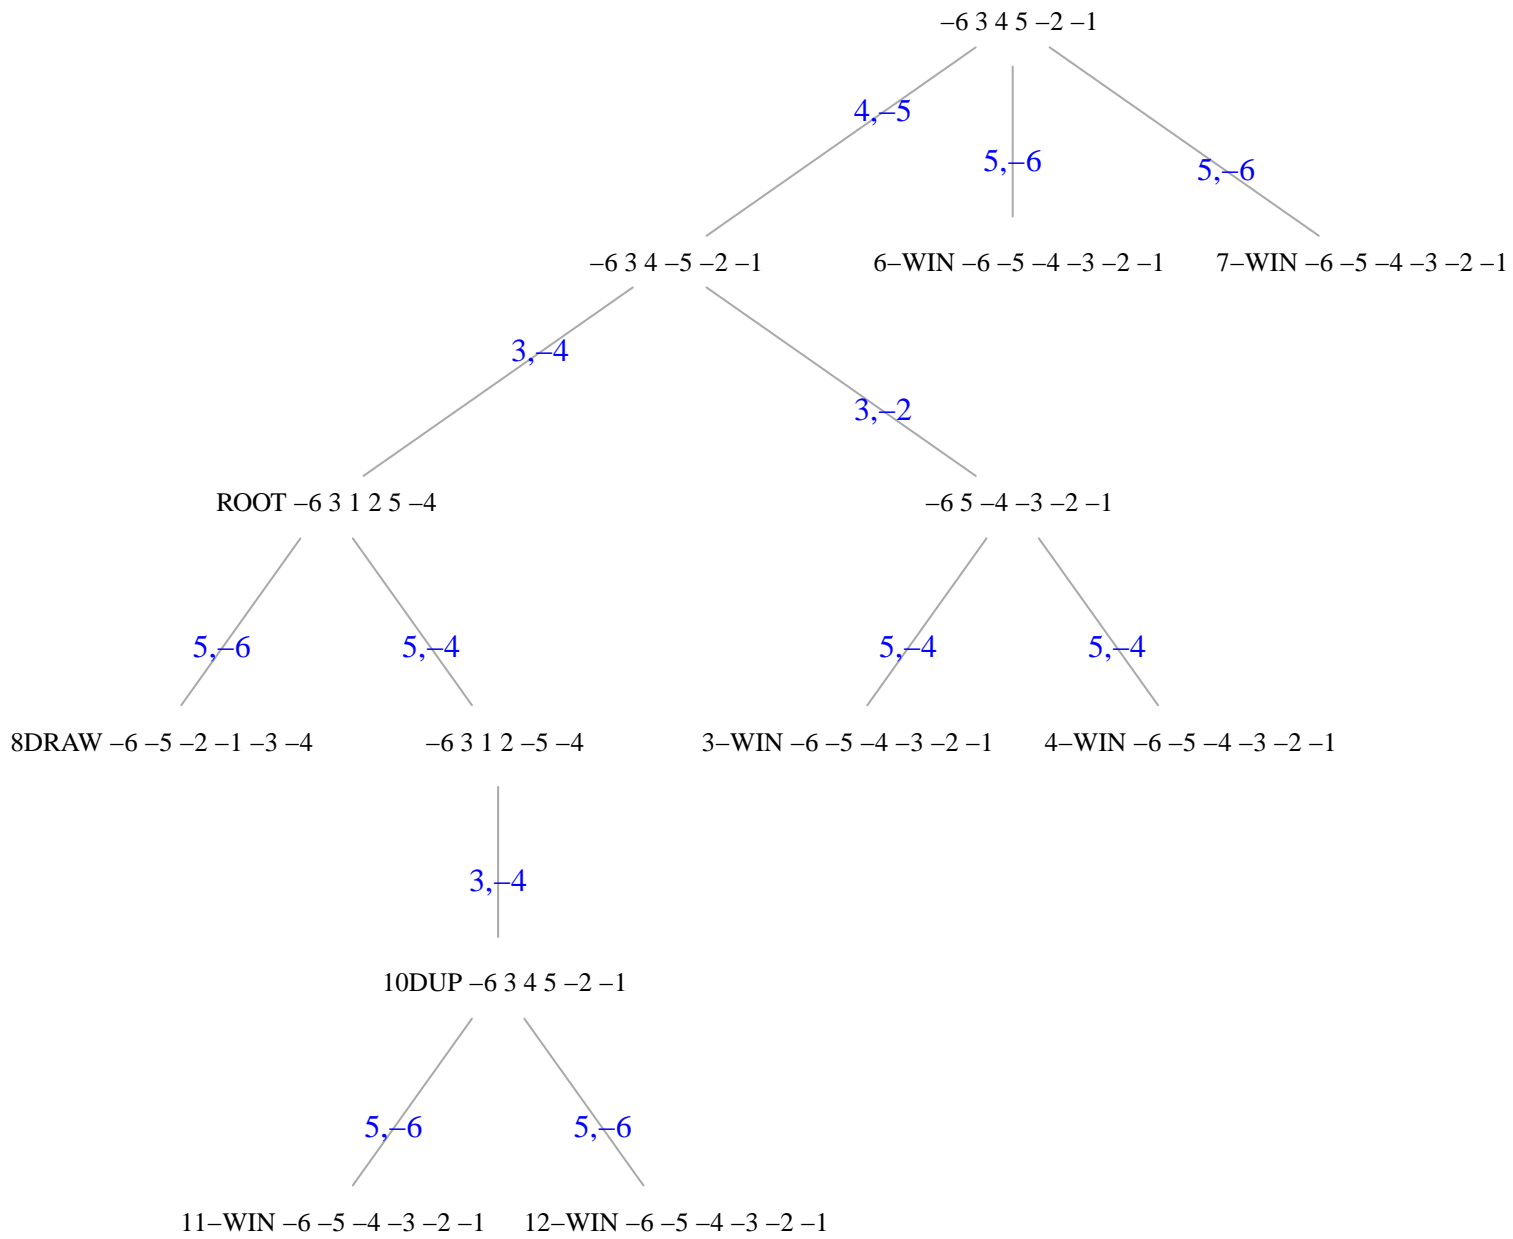 –6 3 4 5 –2 –1
4,–5
5,–6
5,–6
–6 3 4 –5 –2 –1
6–WIN –6 –5 –4 –3 –2 –1
7–WIN –6 –5 –4 –3 –2 –1
3,–4
3,–2
ROOT –6 3 1 2 5 –4
–6 5 –4 –3 –2 –1
5,–6
5,–4
5,–4
5,–4
8DRAW –6 –5 –2 –1 –3 –4
–6 3 1 2 –5 –4
3–WIN –6 –5 –4 –3 –2 –1
4–WIN –6 –5 –4 –3 –2 –1
3,–4
10DUP –6 3 4 5 –2 –1
5,–6
5,–6
11–WIN –6 –5 –4 –3 –2 –1
12–WIN –6 –5 –4 –3 –2 –1